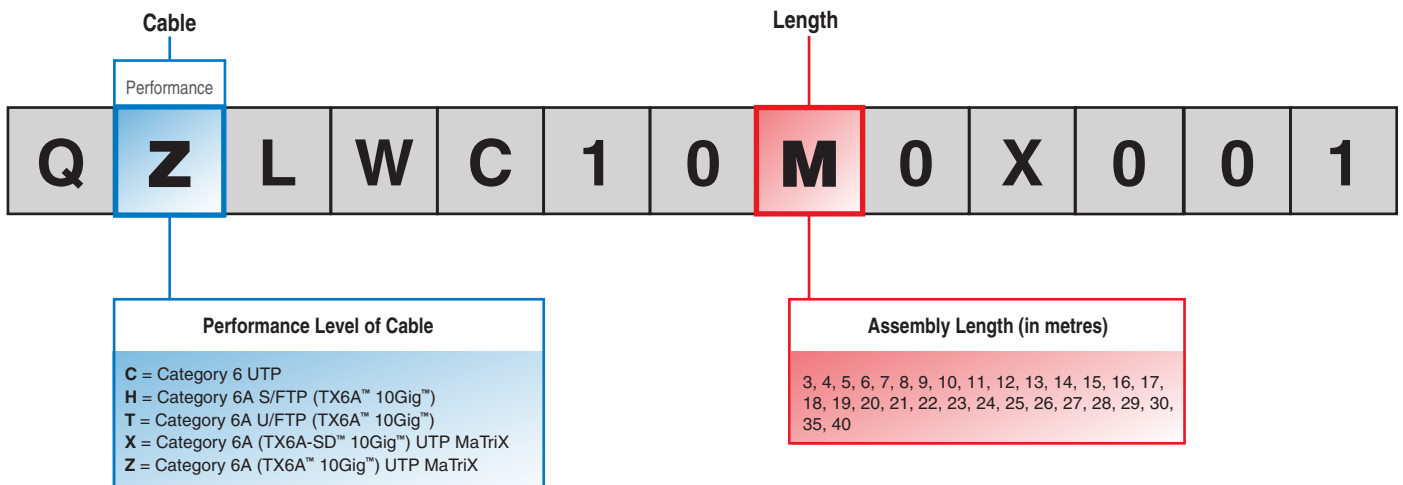 Cable
Length
Performance
Q Z L W C 1 0 M 0 X 0 0 1
Performance Level of Cable
C = Category 6 UTP
H = Category 6A S/FTP (TX6A™ 10Gig™)
T = Category 6A U/FTP (TX6A™ 10Gig™)
X = Category 6A (TX6A-SD™ 10Gig™) UTP MaTriX
Z = Category 6A (TX6A™ 10Gig™) UTP MaTriX
Assembly Length (in metres)
3, 4, 5, 6, 7, 8, 9, 10, 11, 12, 13, 14, 15, 16, 17,
18, 19, 20, 21, 22, 23, 24, 25, 26, 27, 28, 29, 30,
35, 40